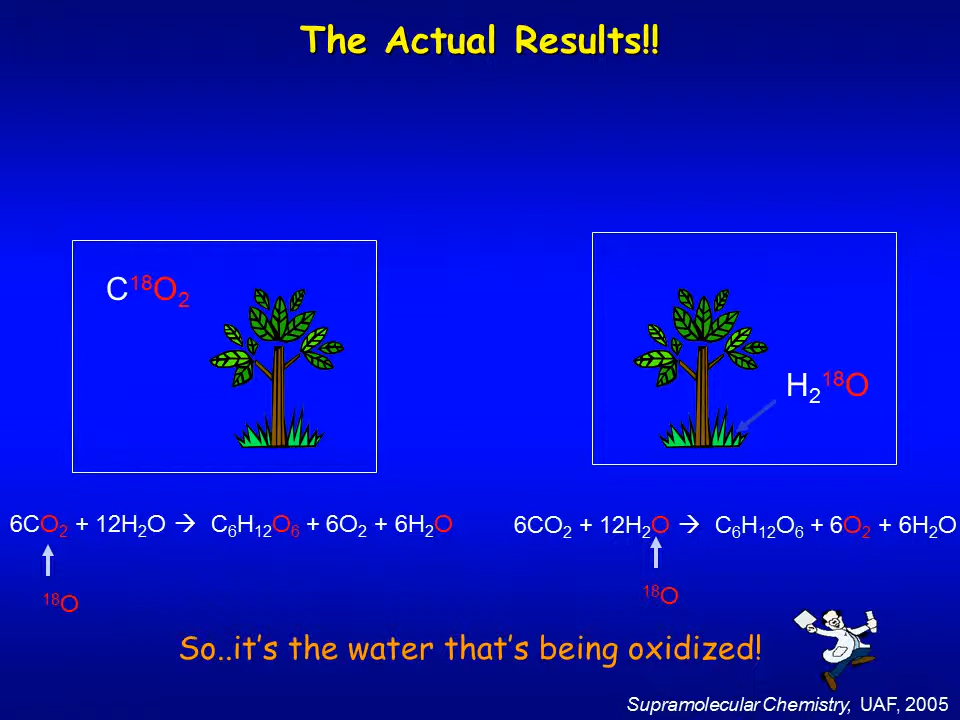 The Actual Results!!
C¹⁸O₂
H₂¹⁸O
6CO₂ + 12H₂O → C₆H₁₂O₆ + 6O₂ + 6H₂O
¹⁸O
6CO₂ + 12H₂O → C₆H₁₂O₆ + 6O₂ + 6H₂O
¹⁸O
So..it's the water that's being oxidized!
Supramolecular Chemistry, UAF, 2005